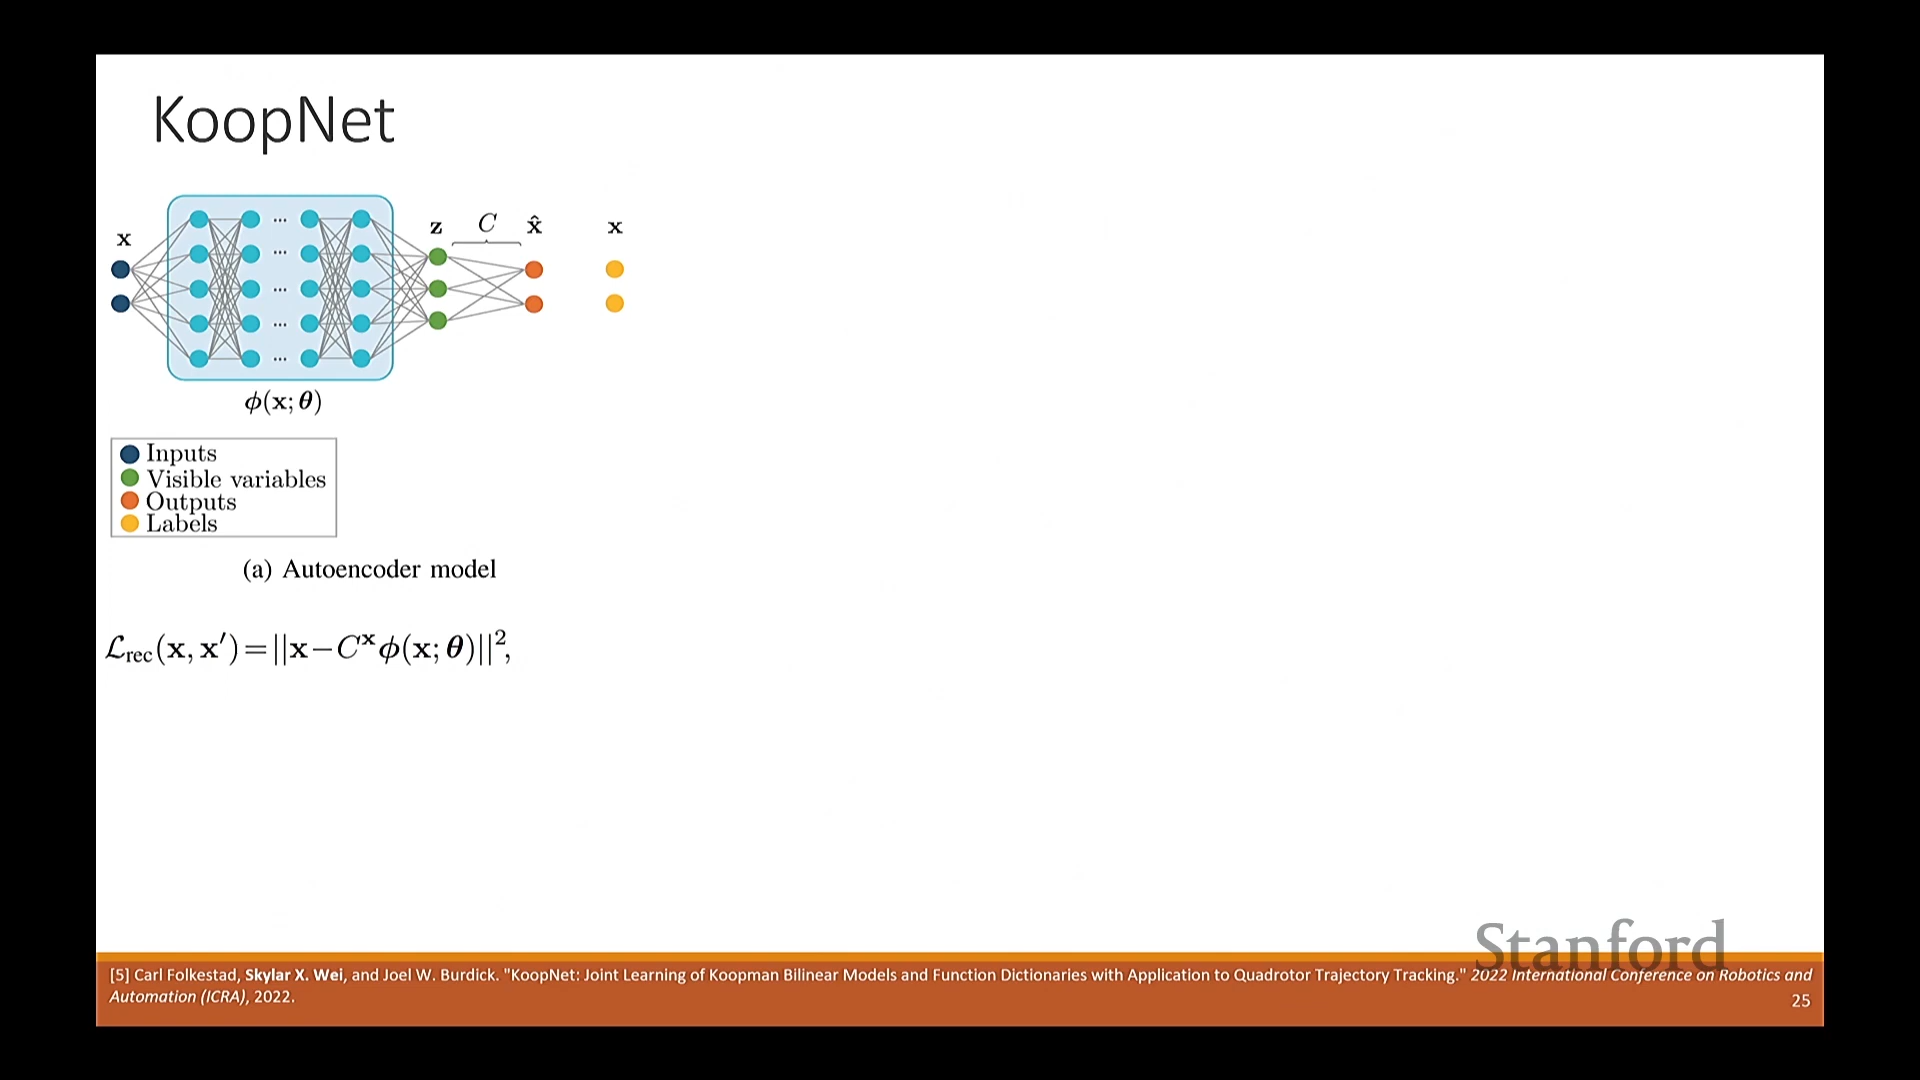 KoopNet
x
z C x̂ x
ϕ(x; θ)
Inputs
Visible variables
Outputs
Labels
(a) Autoencoder model
ℒrec(x, x′)=||x−Cˣϕ(x; θ)||²,
Stanford
[5] Carl Folkestad, Skylar X. Wei, and Joel W. Burdick. "KoopNet: Joint Learning of Koopman Bilinear Models and Function Dictionaries with Application to Quadrotor Trajectory Tracking." 2022 International Conference on Robotics and
Automation (ICRA), 2022.
25